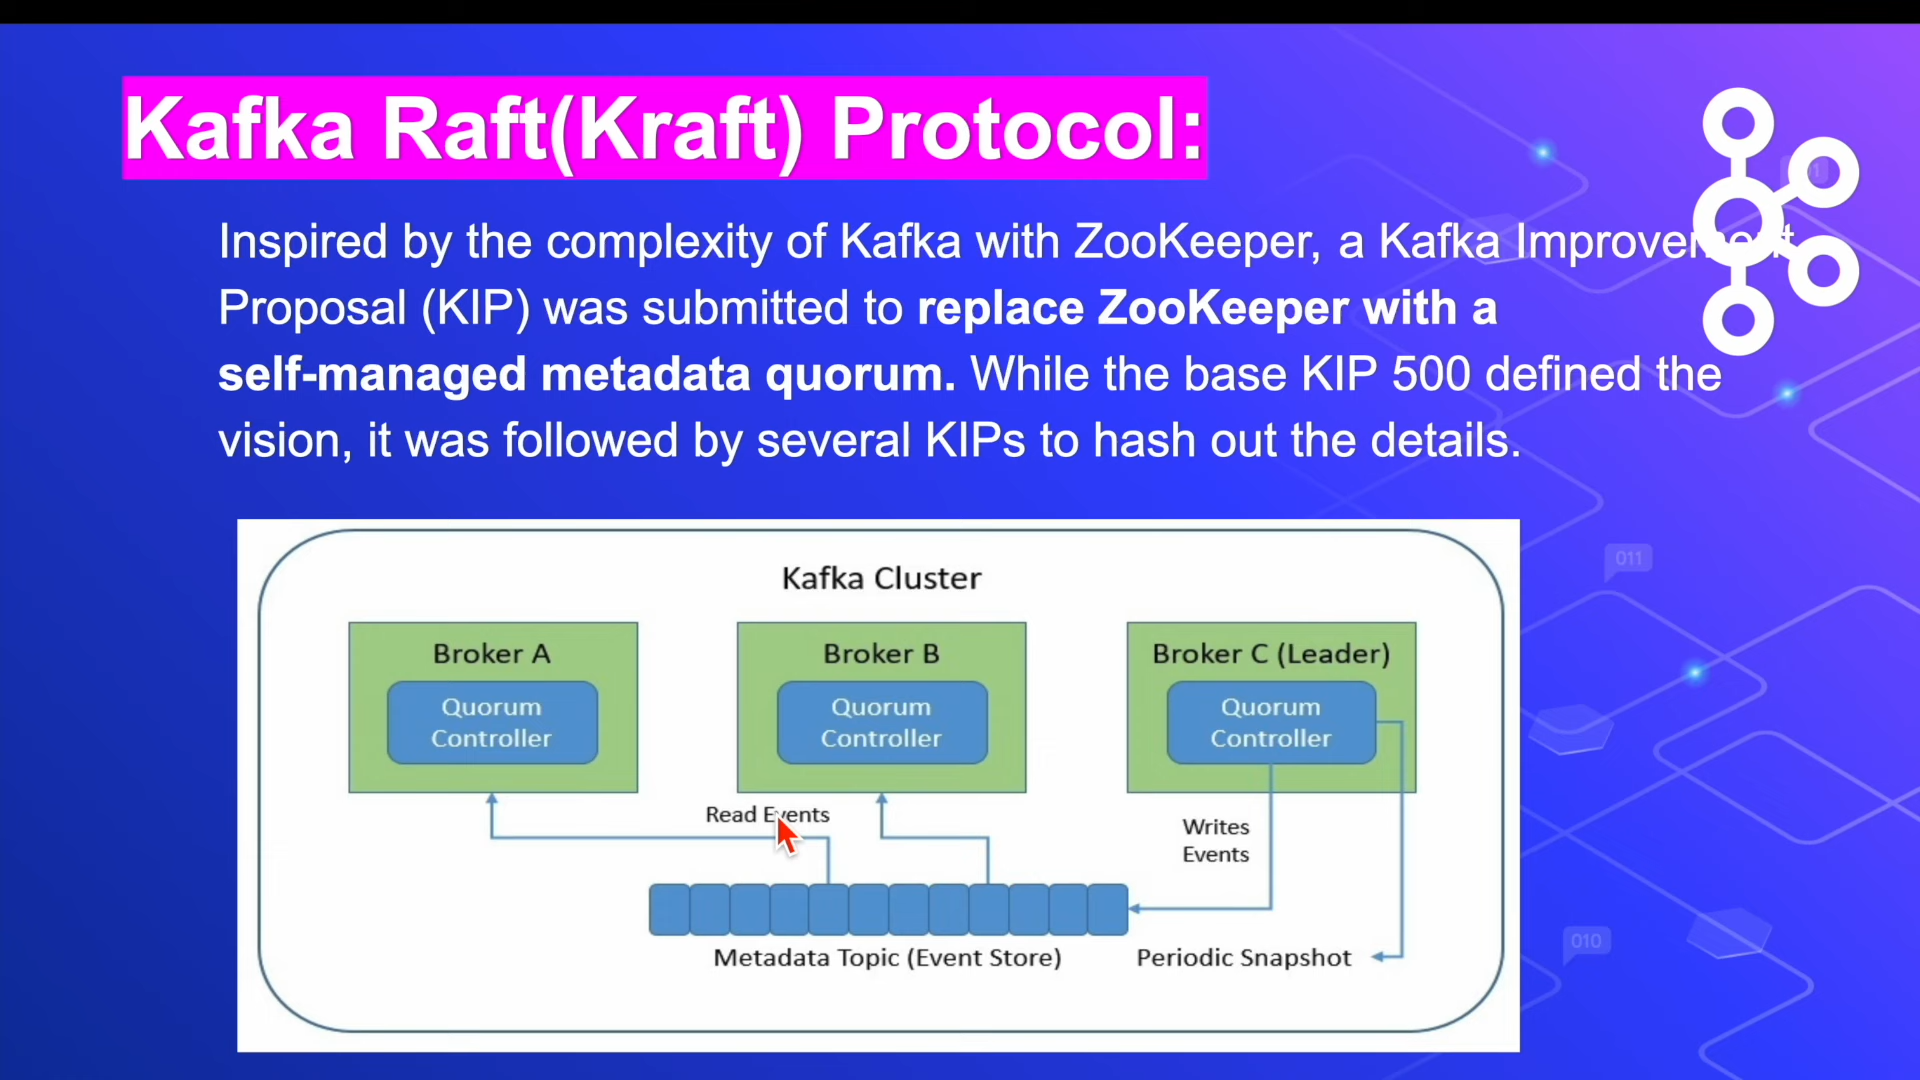 Kafka Raft(Kraft) Protocol:
Inspired by the complexity of Kafka with ZooKeeper, a Kafka Improvement
Proposal (KIP) was submitted to replace ZooKeeper with a
self-managed metadata quorum. While the base KIP 500 defined the
vision, it was followed by several KIPs to hash out the details.
Kafka Cluster
Broker A
Quorum
Controller
Broker B
Quorum
Controller
Broker C (Leader)
Quorum
Controller
Read Events
Writes
Events
Metadata Topic (Event Store)
Periodic Snapshot
011
010